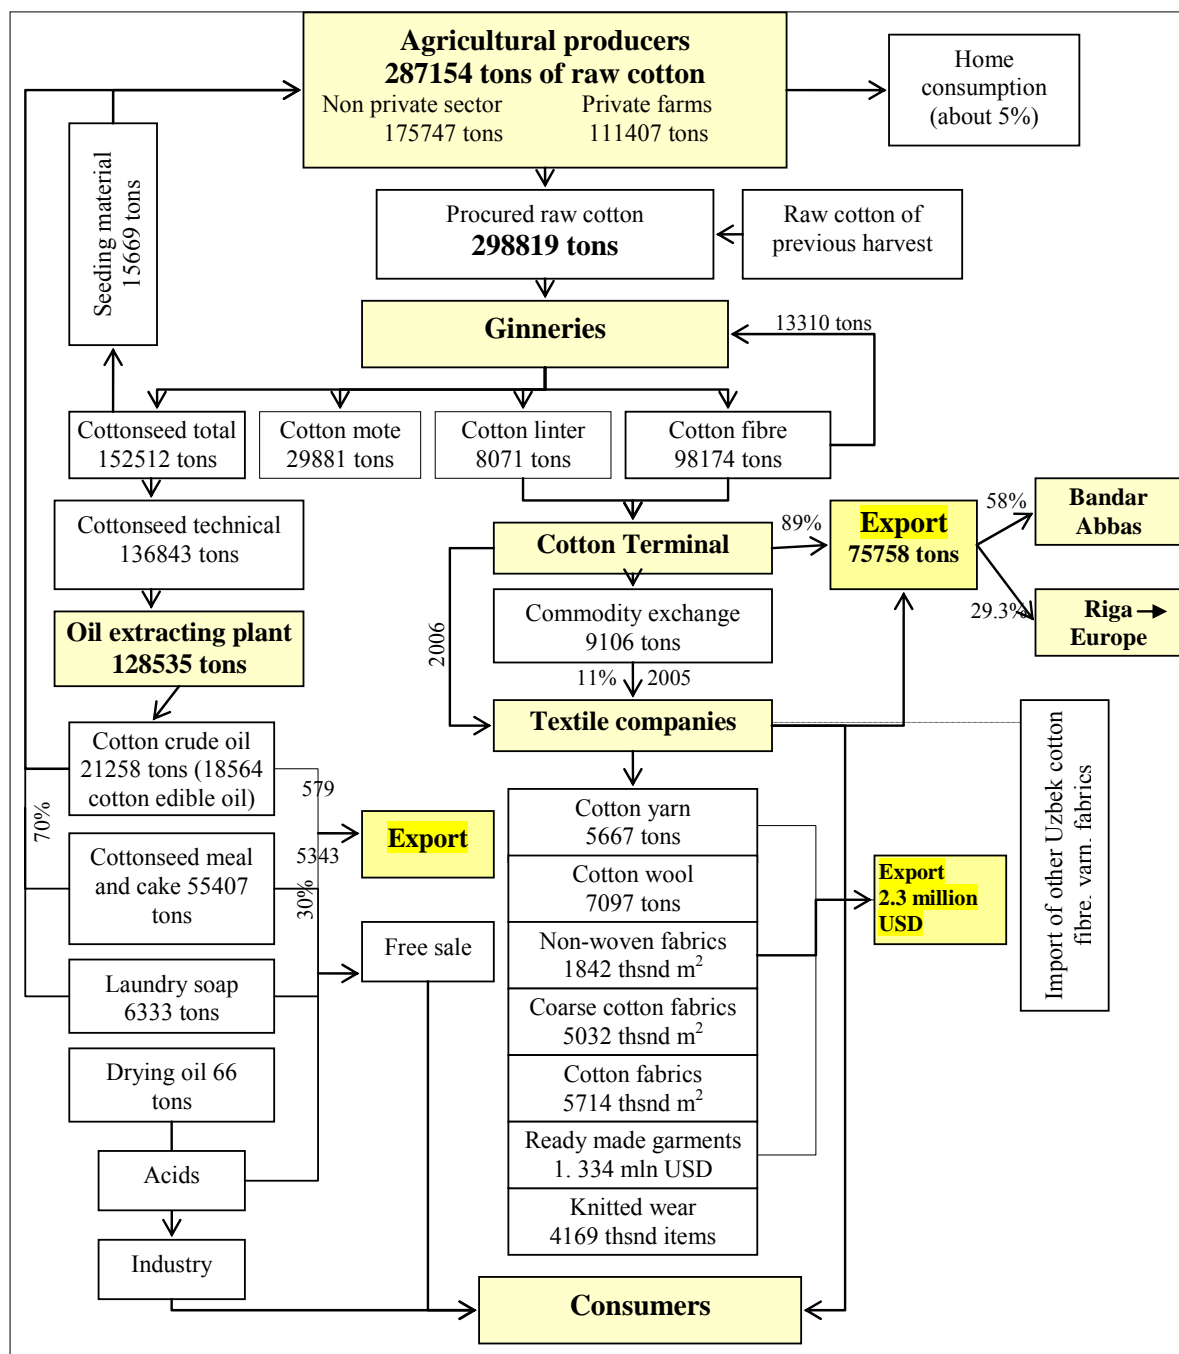 Agricultural producers
287154 tons of raw cotton
Non private sector
175747 tons
Private farms
111407 tons
Home
consumption
(about 5%)
Seeding material
15669 tons
Procured raw cotton
298819 tons
Raw cotton of
previous harvest
Ginneries
13310 tons
Cottonseed total
152512 tons
Cotton mote
29881 tons
Cotton linter
8071 tons
Cotton fibre
98174 tons
Cottonseed technical
136843 tons
Cotton Terminal
89%
Export
75758 tons
58%
Bandar
Abbas
29.3%
Riga
Europe
Oil extracting plant
128535 tons
2006
Commodity exchange
9106 tons
11%
2005
Textile companies
Cotton crude oil
21258 tons (18564
cotton edible oil)
579
70%
Cottonseed meal
and cake 55407
tons
5343
30%
Export
Free sale
Laundry soap
6333 tons
Drying oil 66
tons
Acids
Industry
Cotton yarn
5667 tons
Cotton wool
7097 tons
Non-woven fabrics
1842 thsnd m²
Coarse cotton fabrics
5032 thsnd m²
Cotton fabrics
5714 thsnd m²
Ready made garments
1. 334 mln USD
Knitted wear
4169 thsnd items
Export
2.3 million
USD
Import of other Uzbek cotton
fibre. varn. fabrics
Consumers